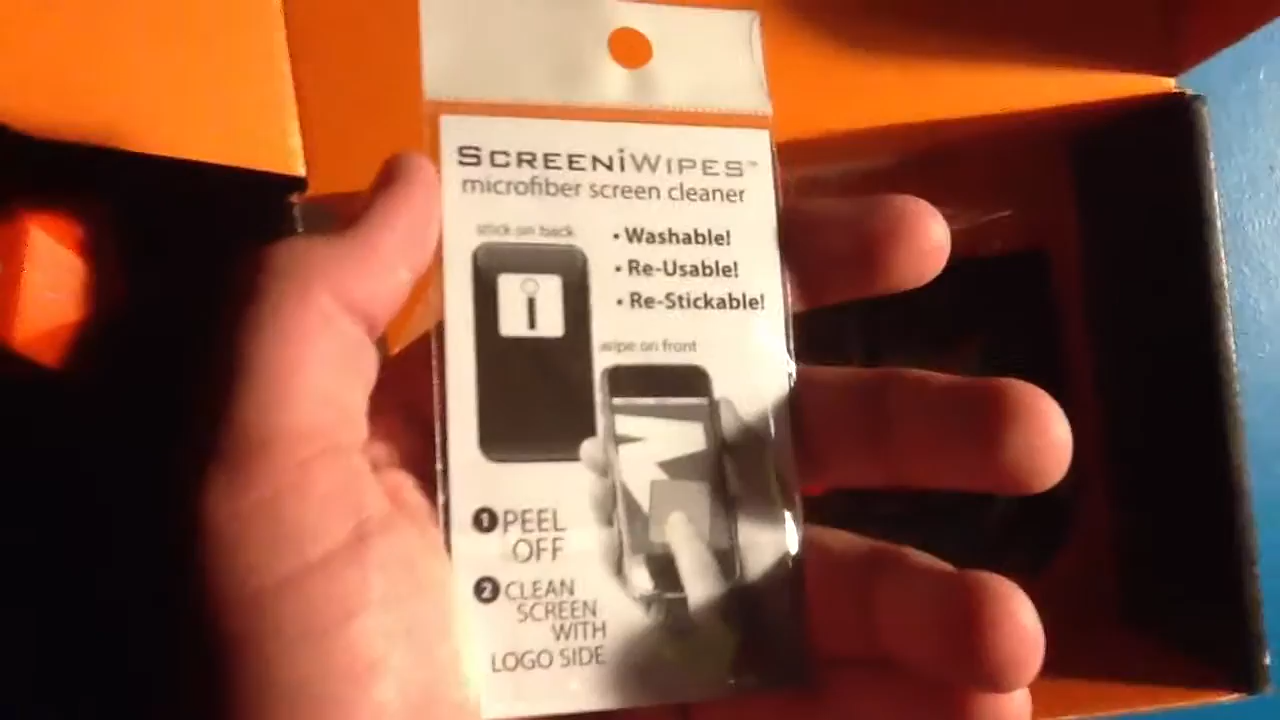 SCREENiWIPES™
microfiber screen cleaner
stick on back
• Washable!
• Re-Usable!
• Re-Stickable!
i
wipe on front
1 PEEL
OFF
2 CLEAN
SCREEN
WITH
LOGO SIDE